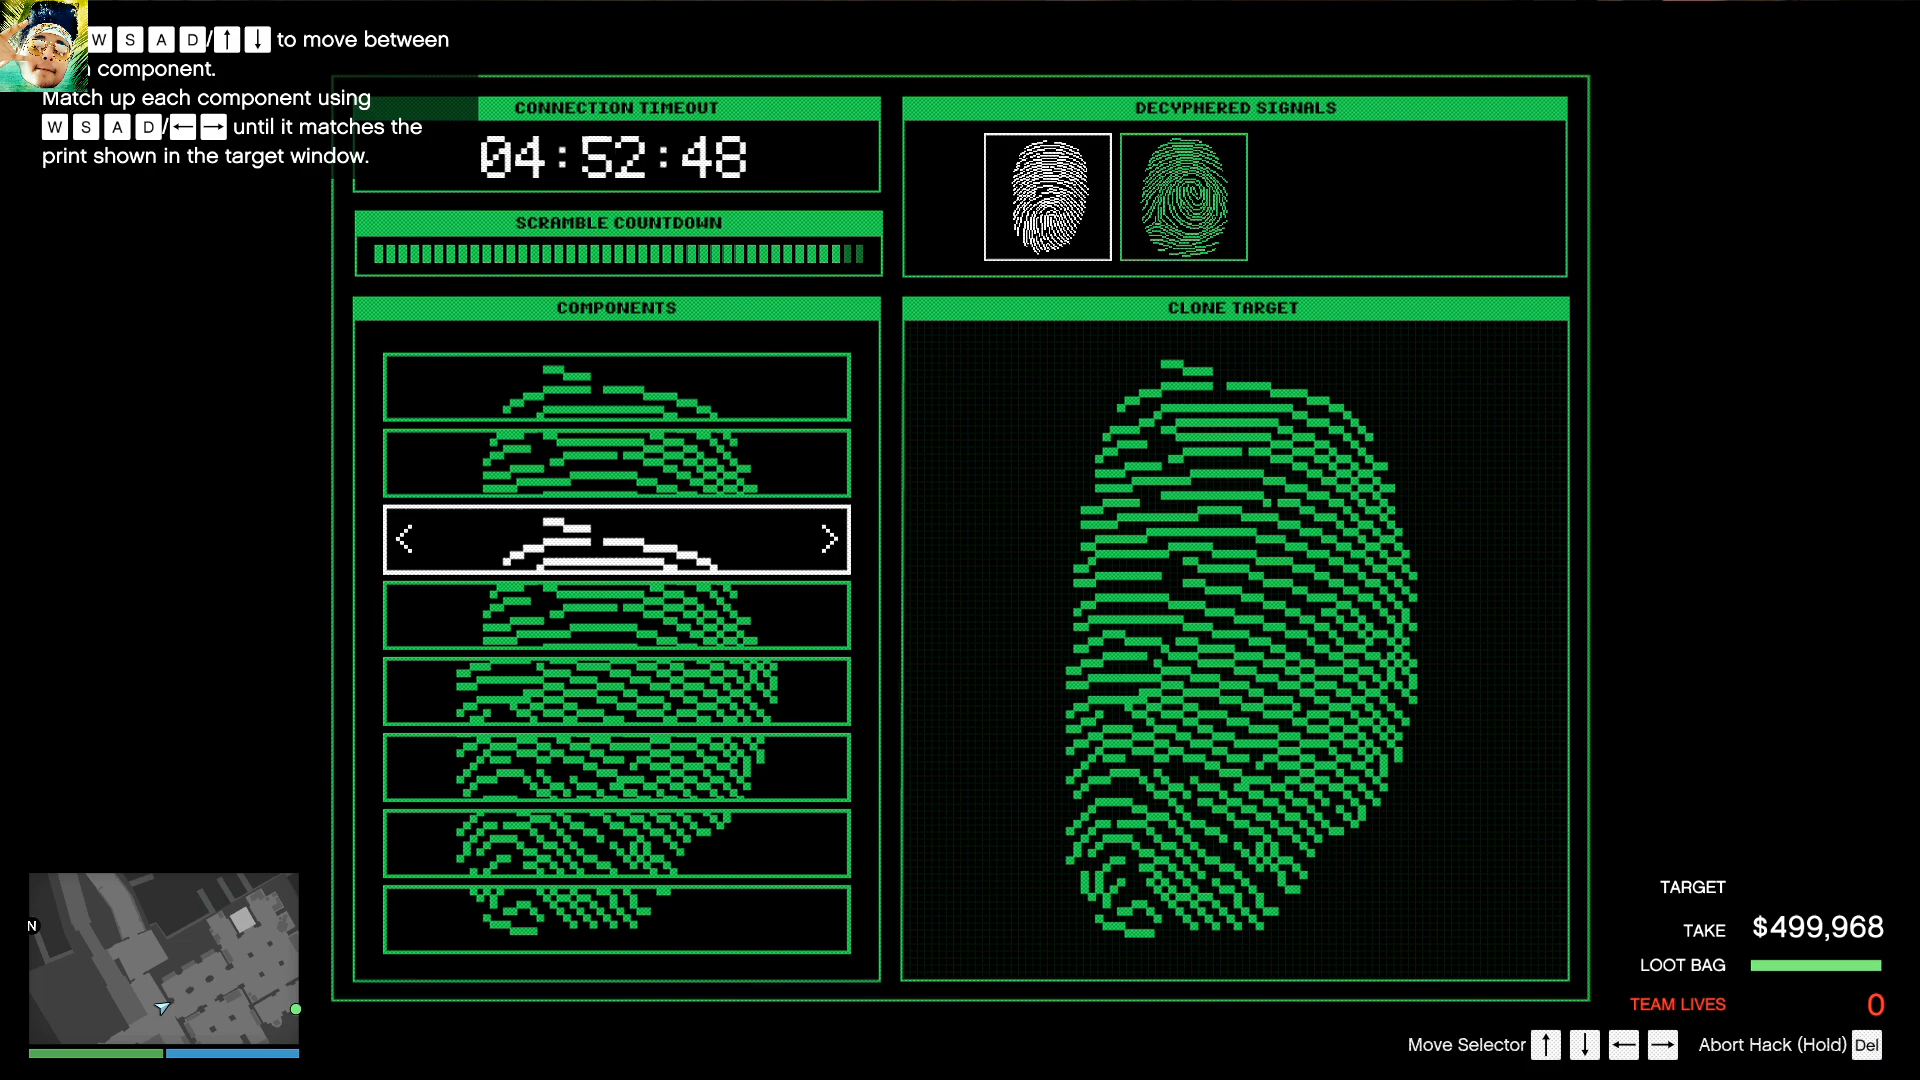 W S A D/↑ ↓ to move between
component.
Match up each component using
W S A D/← → until it matches the
print shown in the target window.
CONNECTION TIMEOUT
04:52:48
SCRAMBLE COUNTDOWN
DECYPHERED SIGNALS
COMPONENTS
CLONE TARGET
N
TARGET
TAKE $499,968
LOOT BAG
TEAM LIVES 0
Move Selector ↑ ↓ ← → Abort Hack (Hold) Del